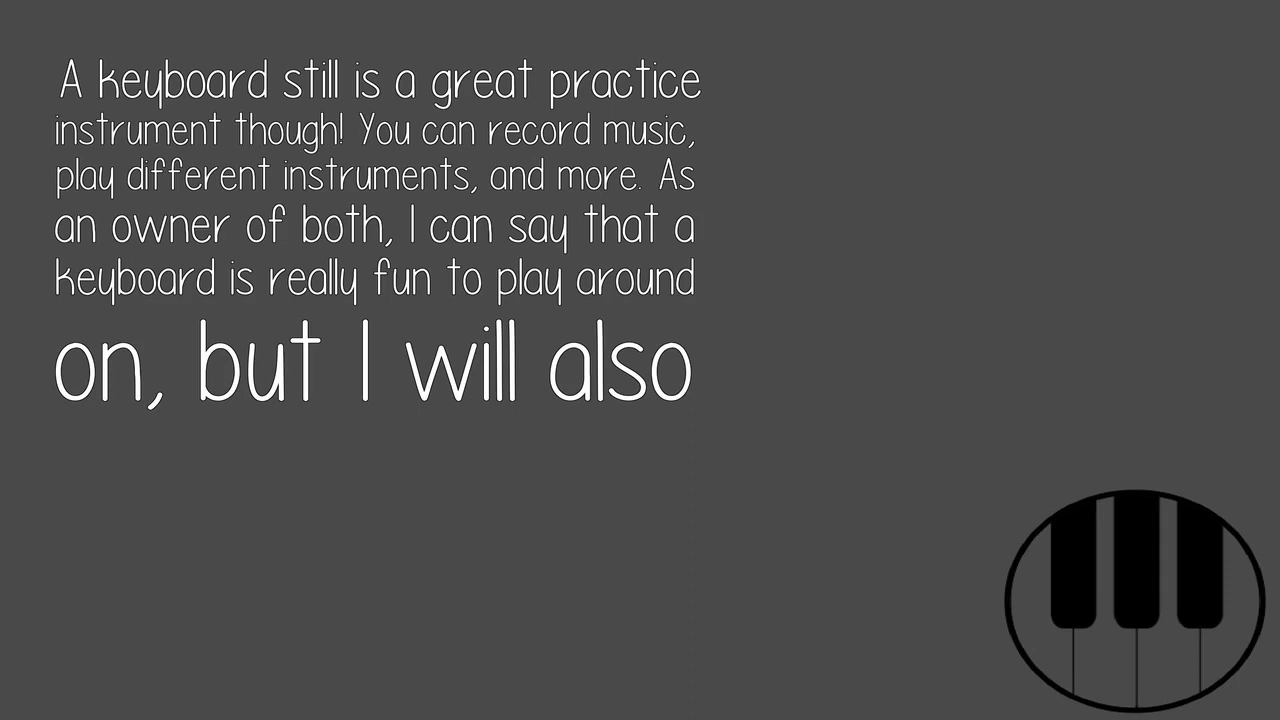 A keyboard still is a great practice
instrument though! You can record music,
play different instruments, and more. As
an owner of both, I can say that a
keyboard is really fun to play around
on, but I will also